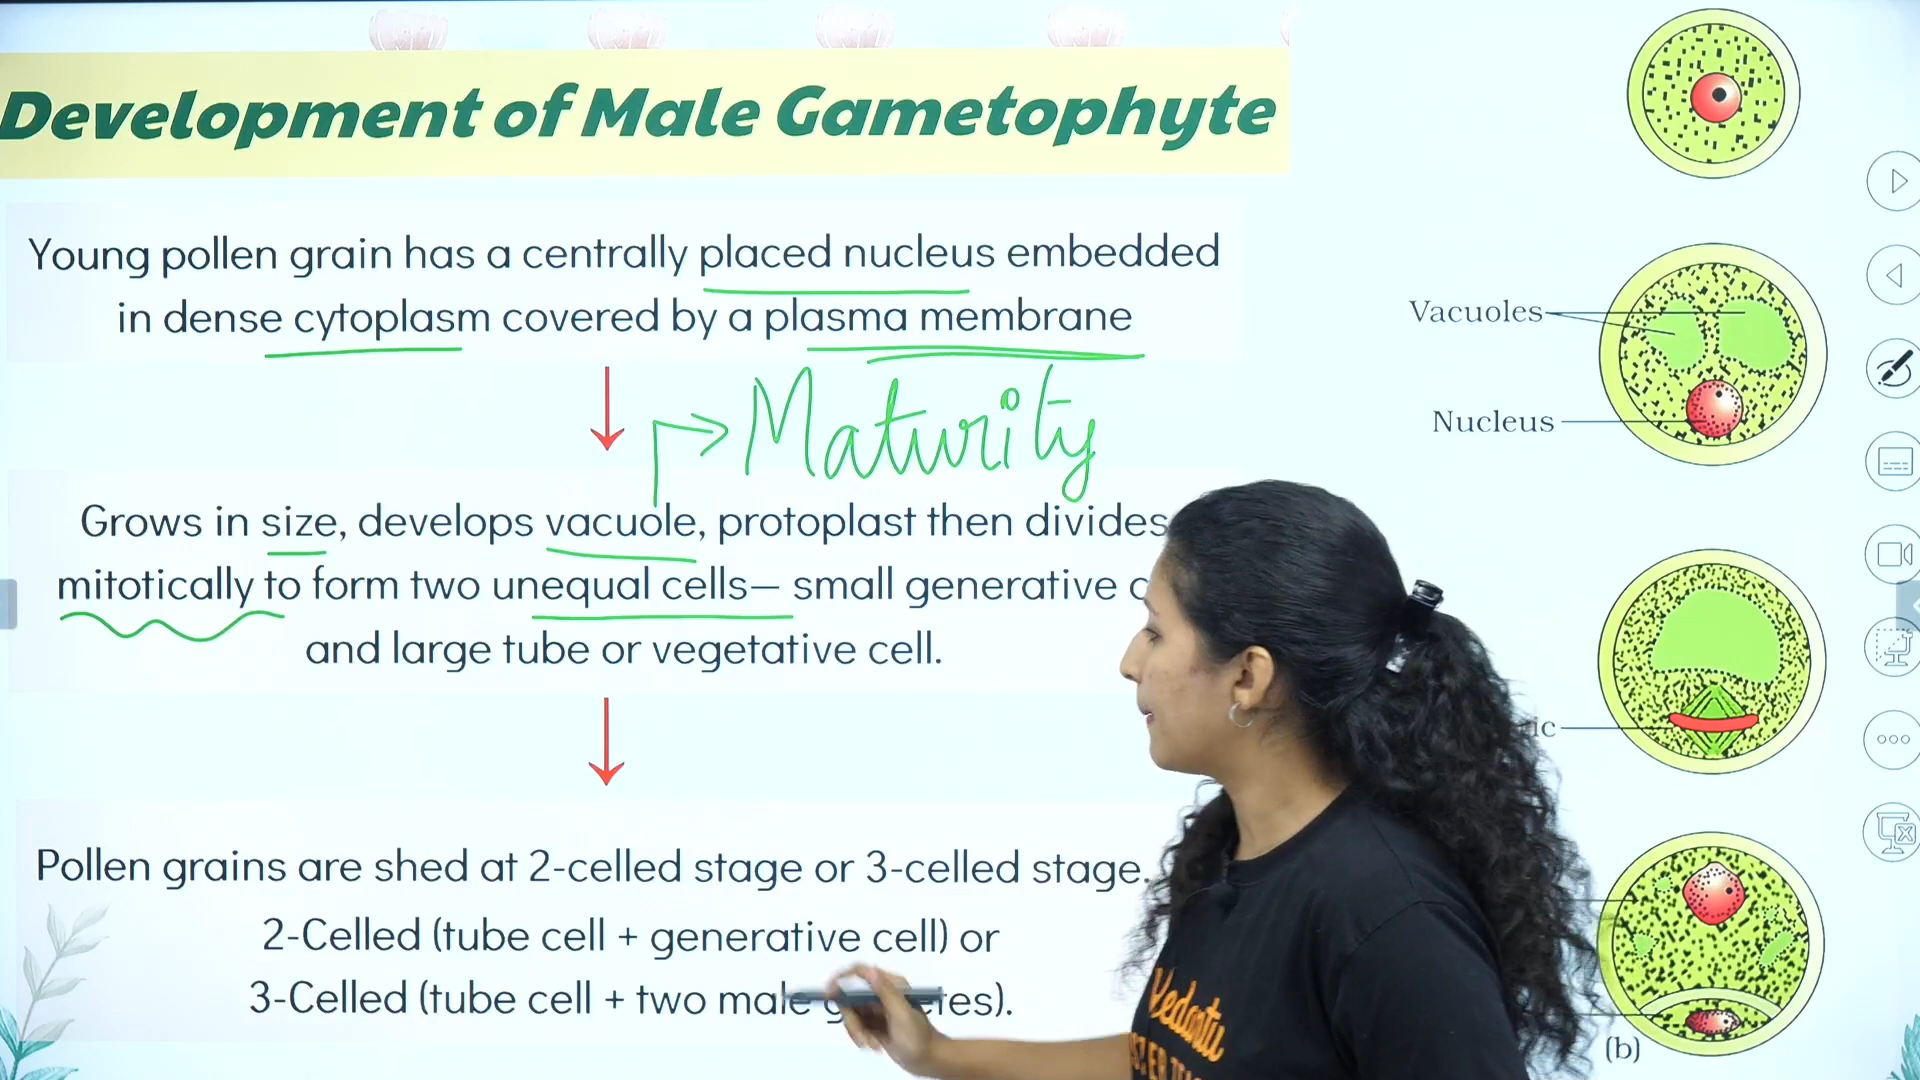 Development of Male Gametophyte
Young pollen grain has a centrally placed nucleus embedded
in dense cytoplasm covered by a plasma membrane
Maturity
Grows in size, develops vacuole, protoplast then divides
mitotically to form two unequal cells— small generative
and large tube or vegetative cell.
Pollen grains are shed at 2-celled stage or 3-celled stage.
2-Celled (tube cell + generative cell) or
3-Celled (tube cell + two male
Vacuoles
Nucleus
(b)
Vedantu